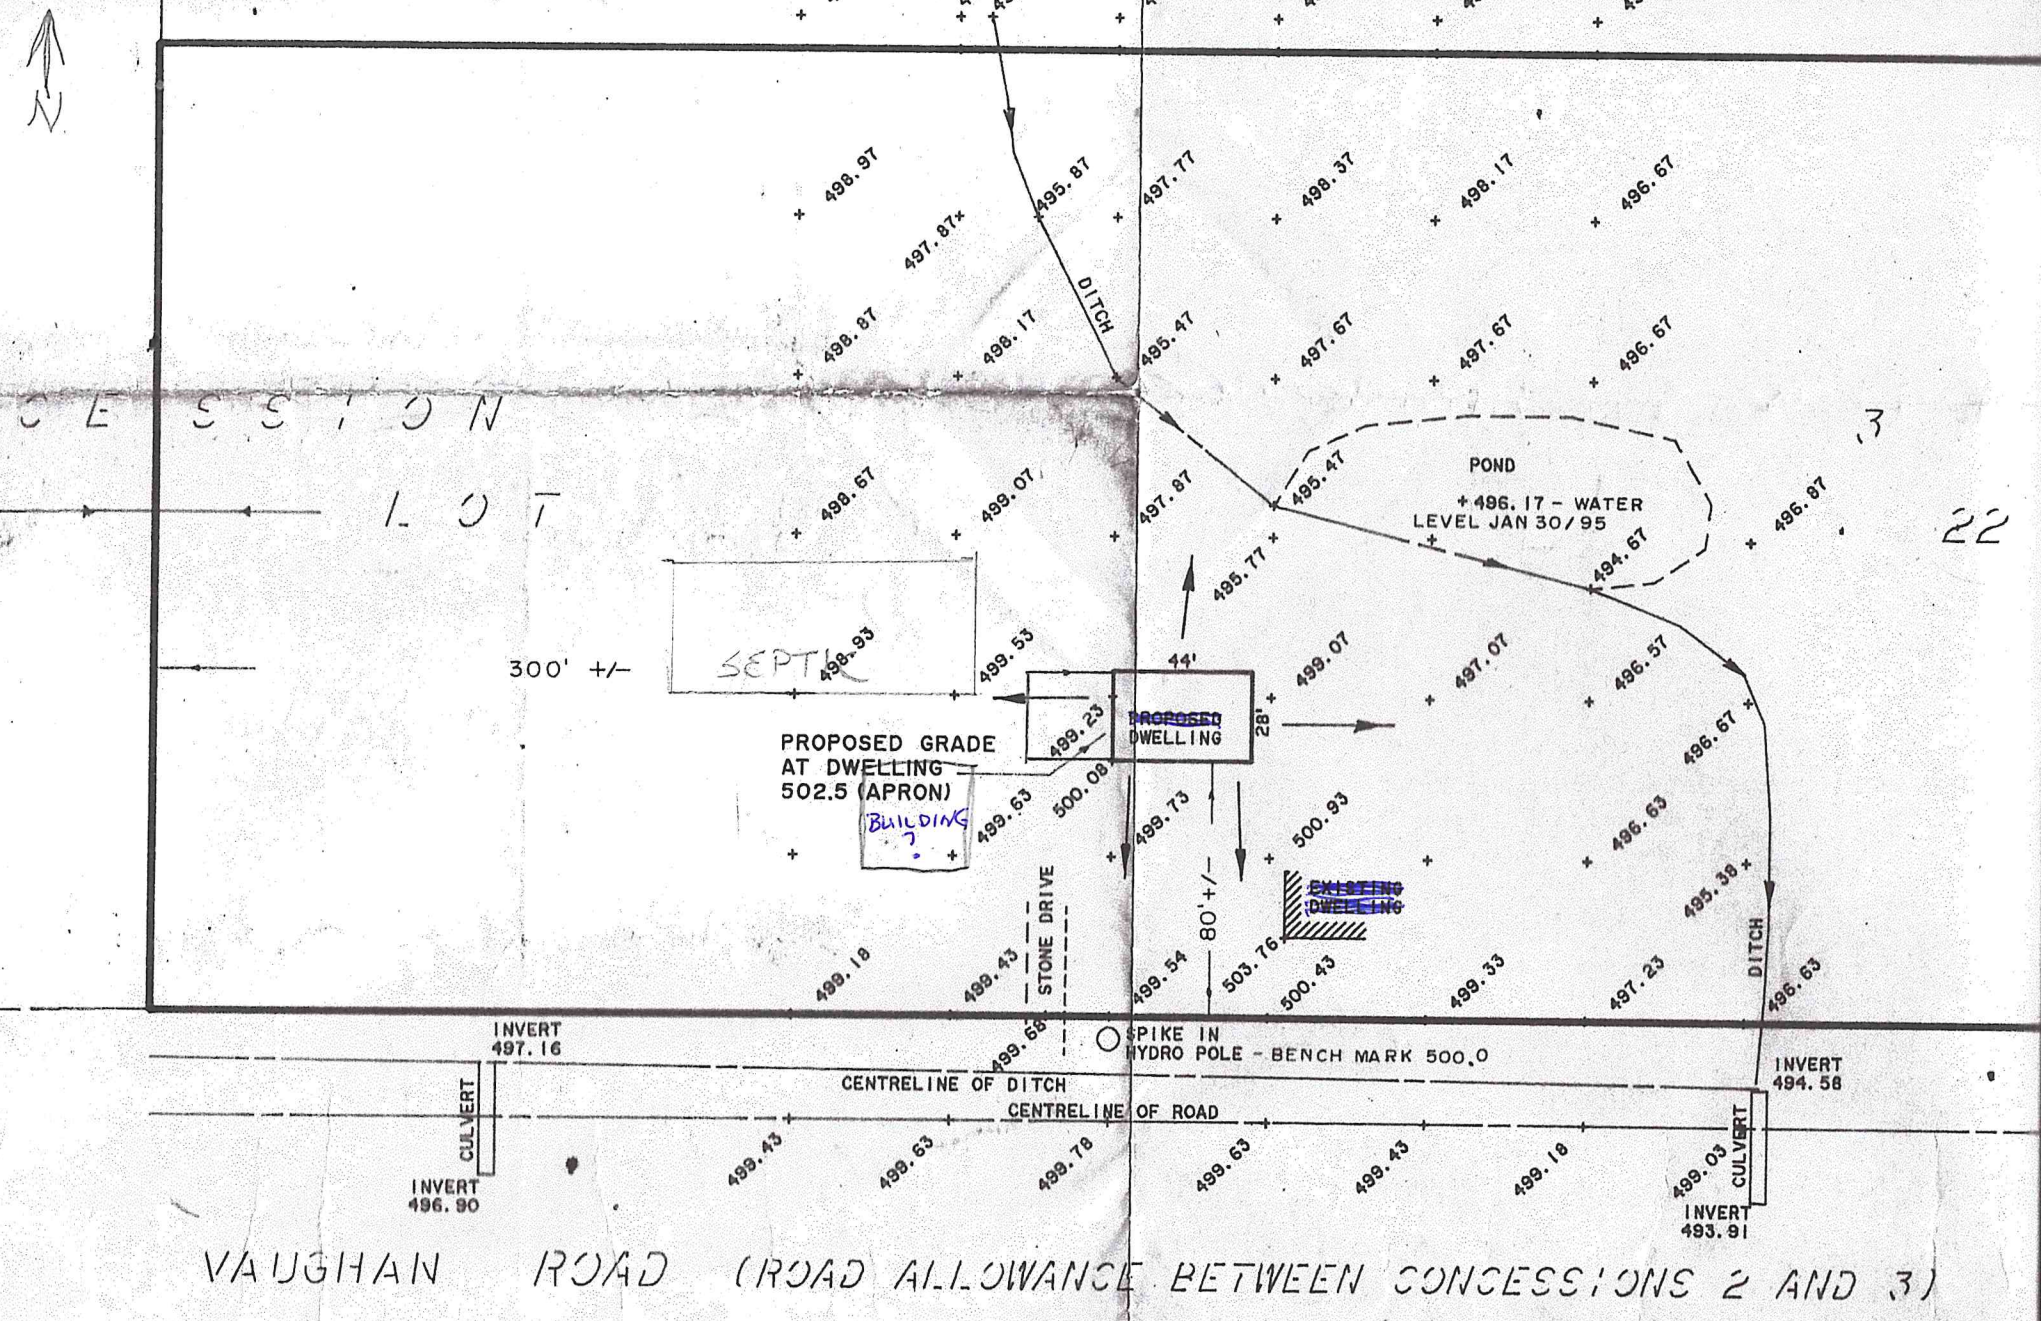 N
498.97
497.87
495.87
497.77
498.37
498.17
496.67
DITCH
498.87
498.17
495.47
497.67
497.67
496.67
CESSION
3
LOT
22
498.67
499.07
497.87
495.47
POND
496.17 - WATER
LEVEL JAN 30/95
496.87
495.77
494.67
300' +/-
SEPTIC
498.93
499.53
44'
499.07
497.07
496.57
PROPOSED GRADE
AT DWELLING
502.5 (APRON)
499.23
PROPOSED
DWELLING
28'
496.67
BUILDING
?
499.63
500.08
499.73
500.93
496.63
STONE DRIVE
80' +/-
EXISTING
DWELLING
495.38
499.18
499.43
499.54
503.76
500.43
499.33
497.23
DITCH
496.63
INVERT
497.16
499.68
SPIKE IN
HYDRO POLE - BENCH MARK 500.0
INVERT
494.58
CENTRELINE OF DITCH
CENTRELINE OF ROAD
CULVERT
499.43
499.63
499.78
499.63
499.43
499.18
499.03
CULVERT
INVERT
496.90
INVERT
493.91
VAUGHAN ROAD (ROAD ALLOWANCE BETWEEN CONCESSIONS 2 AND 3)